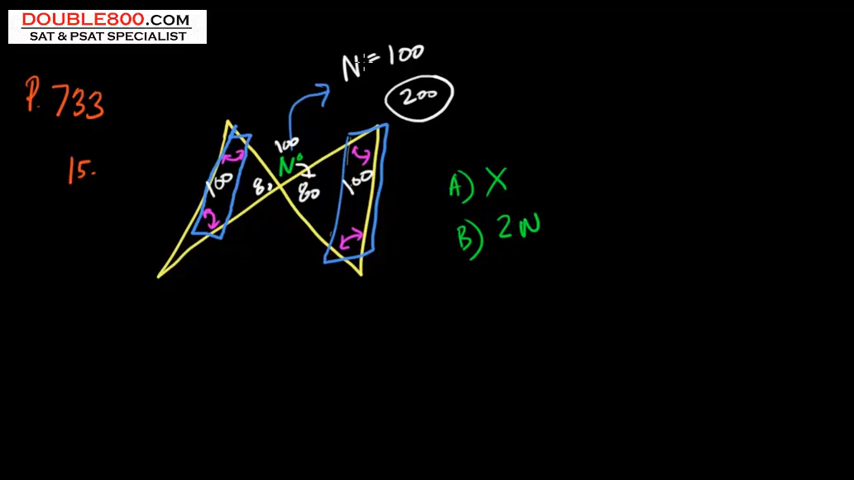 DOUBLE800.COM
SAT & PSAT SPECIALIST
P. 733
15.
N = 100
200
100
N°
80
80
100
100
A) X
B) 2N